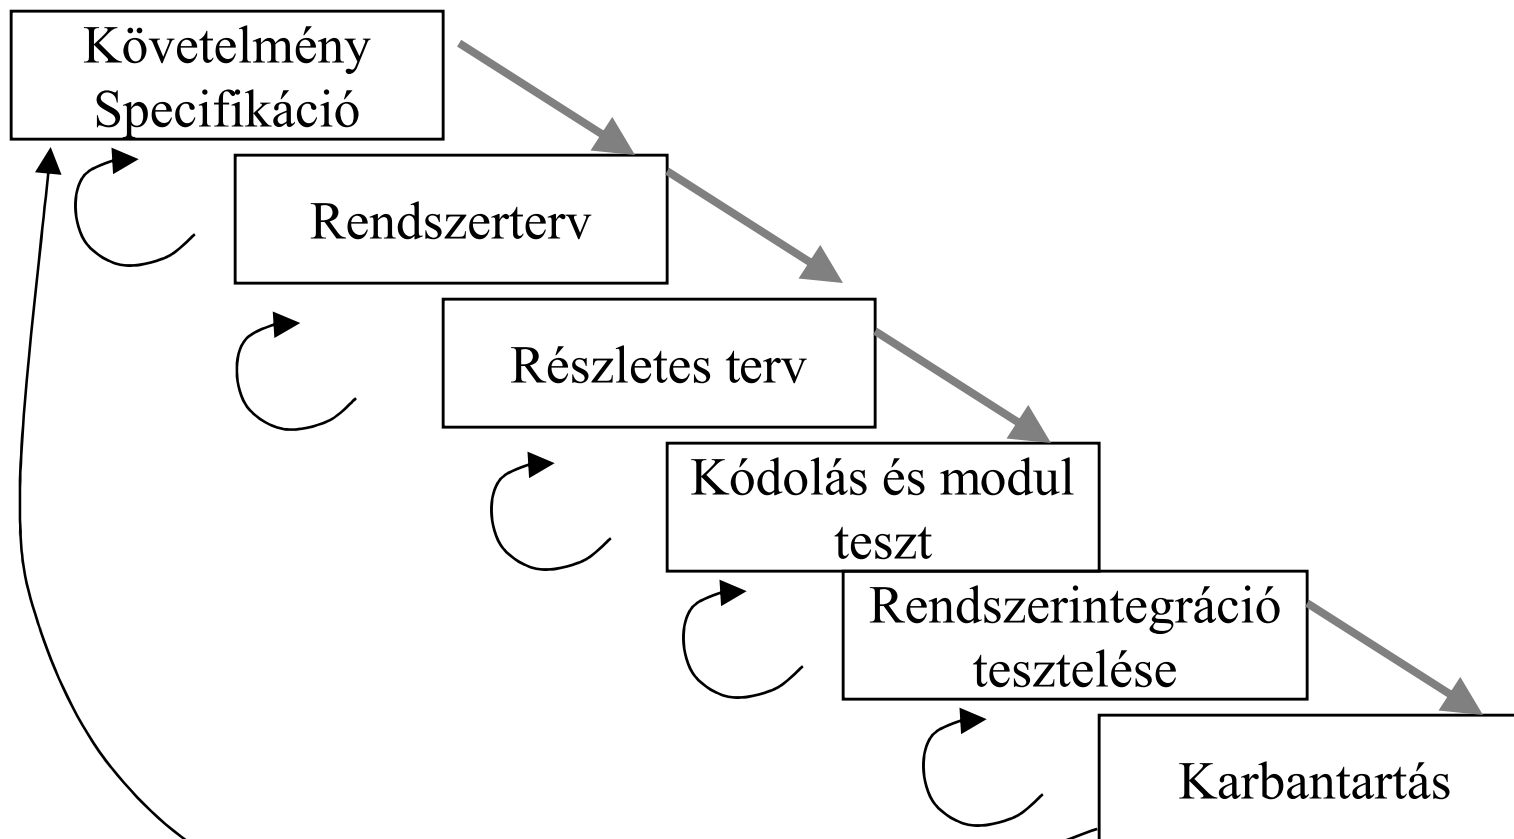 Követelmény
Specifikáció
Rendszerterv
Részletes terv
Kódolás és modul
teszt
Rendszerintegráció
tesztelése
Karbantartás